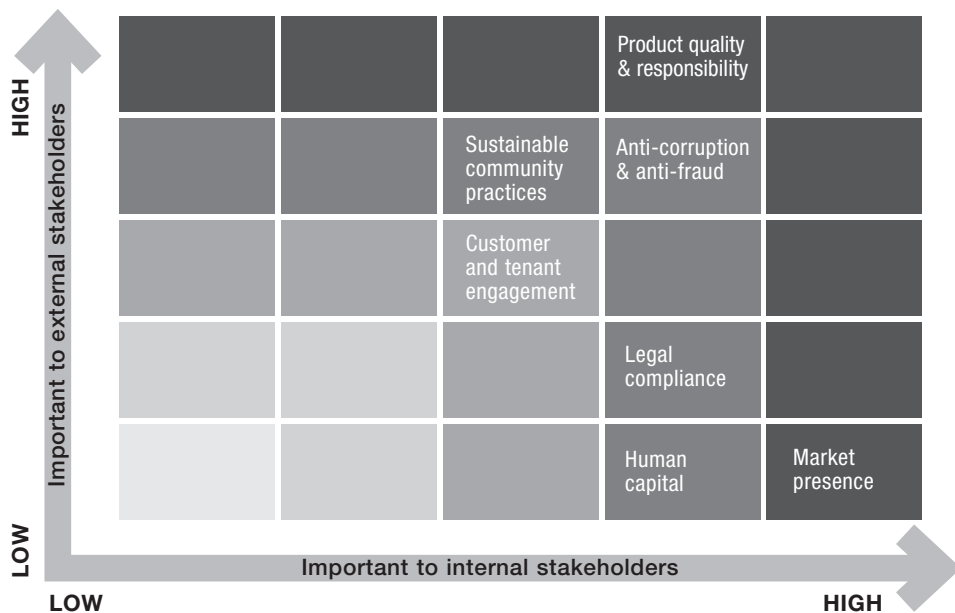 HIGH
Important to external stakeholders
LOW
Product quality
& responsibility
Sustainable
community
practices
Anti-corruption
& anti-fraud
Customer
and tenant
engagement
Legal
compliance
Human
capital
Market
presence
Important to internal stakeholders
LOW
HIGH